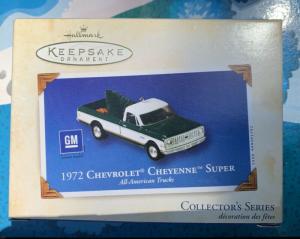 Hallmark
KEEPSAKE
ORNAMENT
GM
1972 CHEVROLET® CHEYENNE™ SUPER
All-American Trucks
COLLECTOR'S SERIES
décoration des fêtes